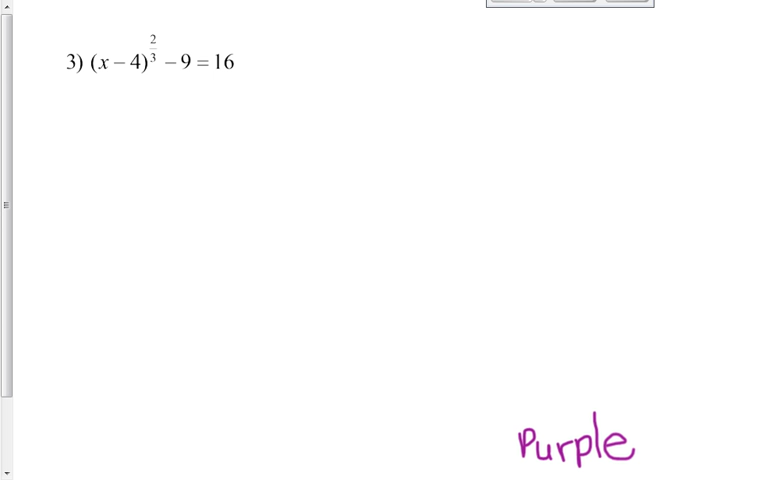 3) (x – 4)^(2/3) – 9 = 16
Purple